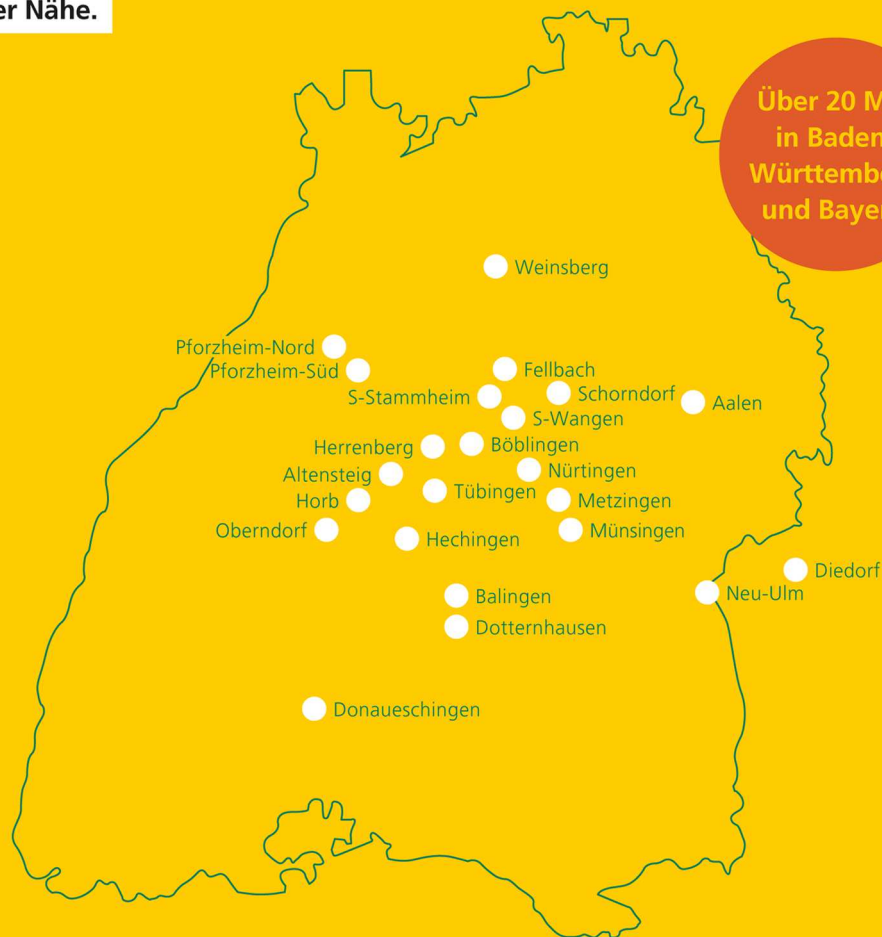 er Nähe.
Über 20 M
in Baden
Württembe
und Baye
Weinsberg
Pforzheim-Nord
Pforzheim-Süd
Fellbach
S-Stammheim
Schorndorf
Aalen
S-Wangen
Herrenberg
Böblingen
Altensteig
Nürtingen
Horb
Tübingen
Metzingen
Oberndorf
Hechingen
Münsingen
Diedorf
Balingen
Neu-Ulm
Dotternhausen
Donaueschingen